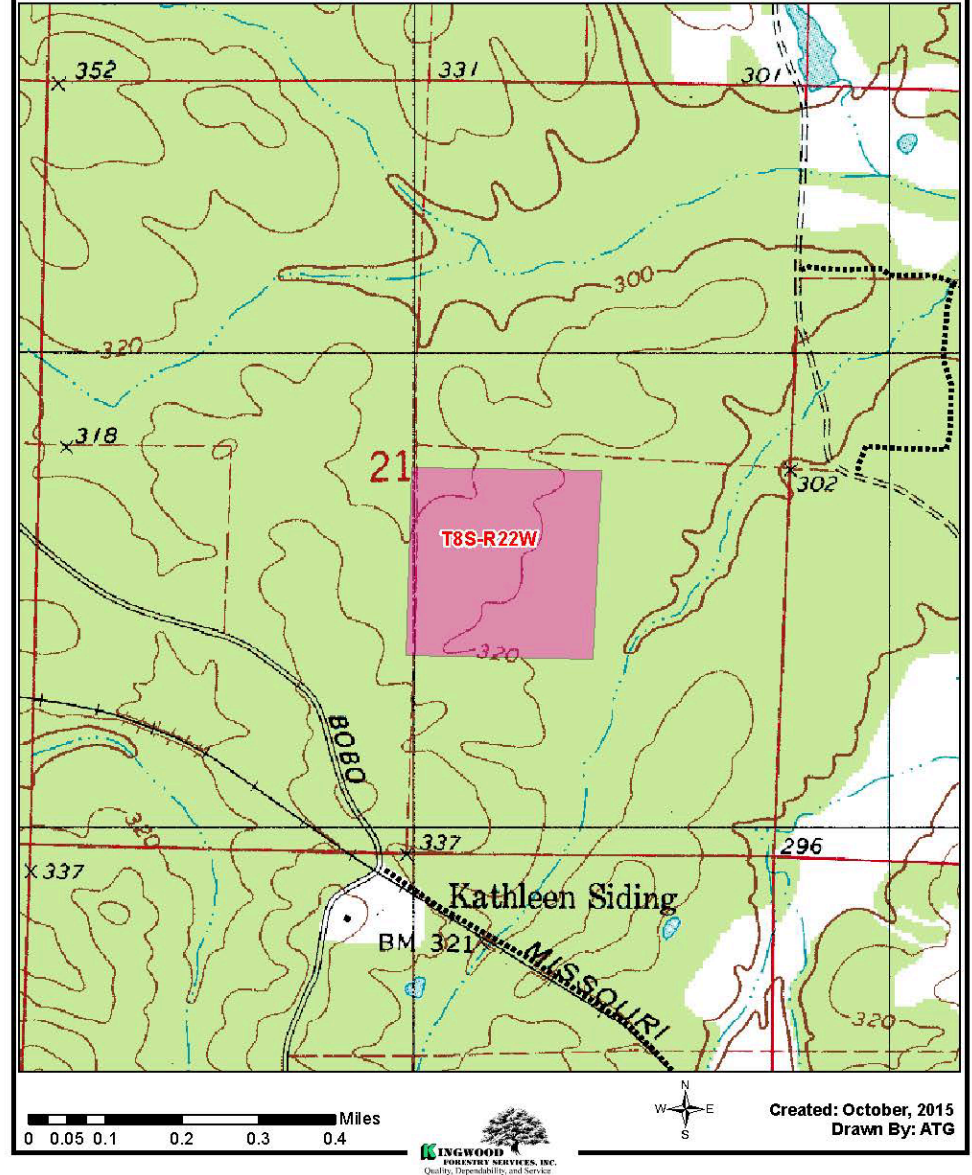 352
331
301
300
320
318
21
302
T8S-R22W
320
BOBO
320
337
296
337
Kathleen Siding
BM 321
MISSOURI
320
Miles
0 0.05 0.1 0.2 0.3 0.4
N
W E
S
KINGWOOD
FORESTRY SERVICES, INC.
Quality, Dependability, and Service
Created: October, 2015
Drawn By: ATG